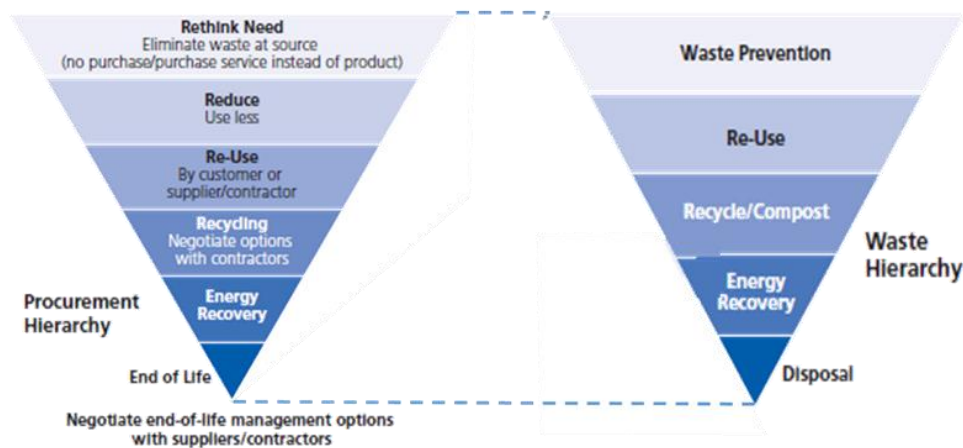 Rethink Need
Eliminate waste at source
(no purchase/purchase service instead of product)
Reduce
Use less
Re-Use
By customer or
supplier/contractor
Recycling
Negotiate options
with contractors
Energy
Recovery
Procurement
Hierarchy
End of Life
Negotiate end-of-life management options
with suppliers/contractors
Waste Prevention
Re-Use
Recycle/Compost
Energy
Recovery
Waste
Hierarchy
Disposal